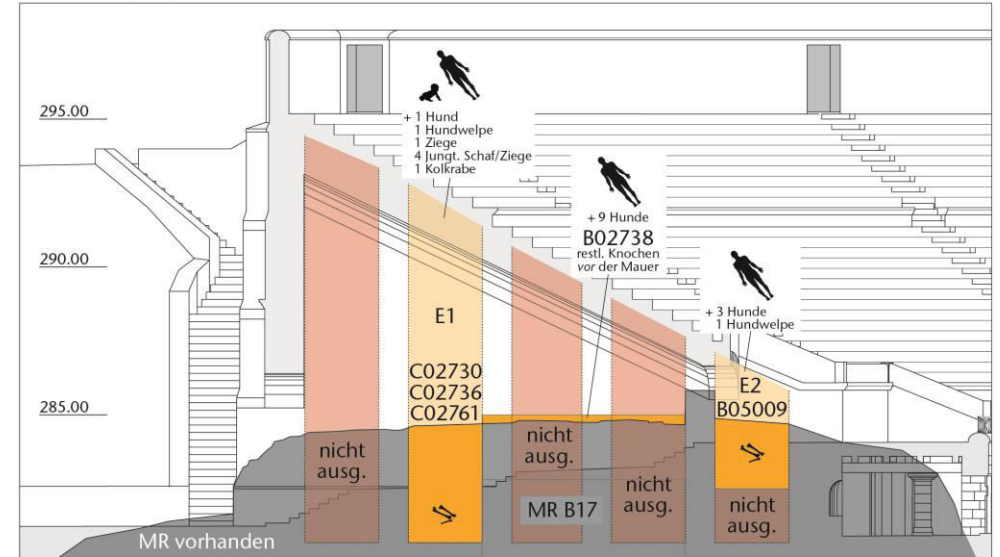 295.00
290.00
285.00
+ 1 Hund
1 Hundwelpe
1 Ziege
4 Jungt. Schaf/Ziege
1 Kolkrabe
+ 9 Hunde
B02738
restl. Knochen
vor der Mauer
+ 3 Hunde
1 Hundwelpe
E1
C02730
C02736
C02761
E2
B05009
nicht
ausg.
nicht
ausg.
nicht
ausg.
nicht
ausg.
MR B17
MR vorhanden